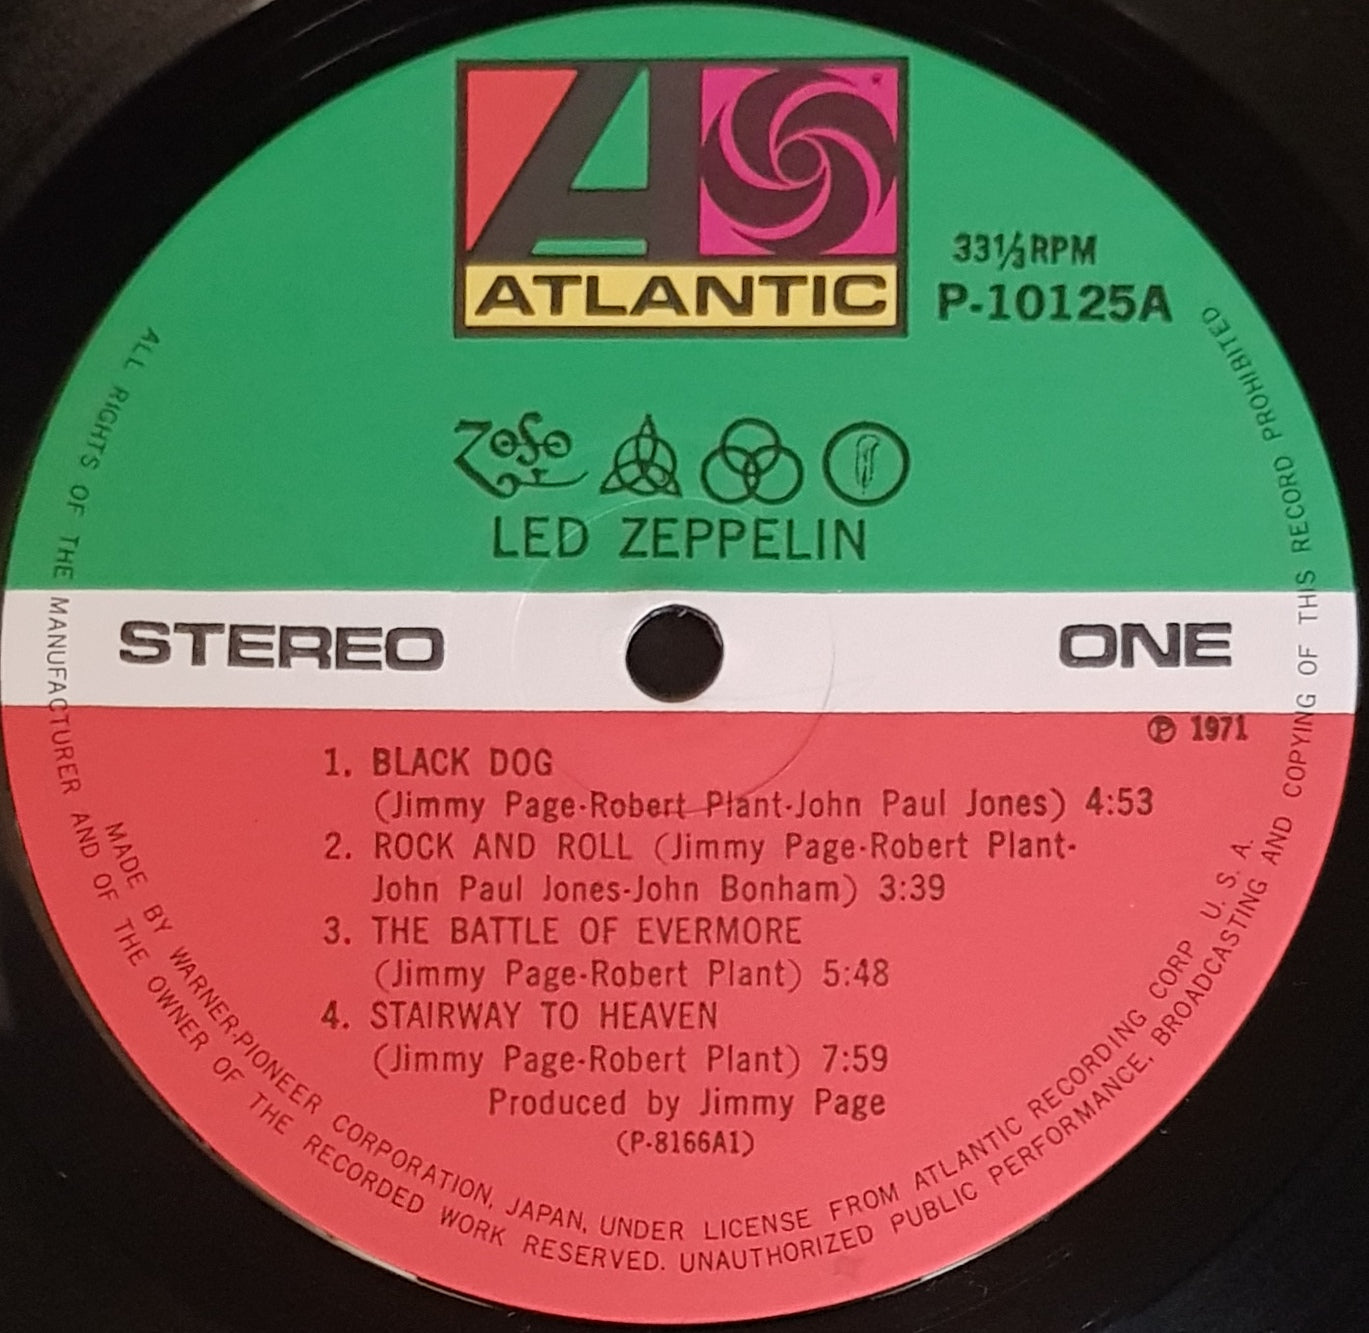 ATLANTIC
33⅓ RPM
P-10125A
Zoso
LED ZEPPELIN
STEREO
ONE
℗ 1971
1. BLACK DOG
(Jimmy Page-Robert Plant-John Paul Jones) 4:53
2. ROCK AND ROLL (Jimmy Page-Robert Plant-
John Paul Jones-John Bonham) 3:39
3. THE BATTLE OF EVERMORE
(Jimmy Page-Robert Plant) 5:48
4. STAIRWAY TO HEAVEN
(Jimmy Page-Robert Plant) 7:59
Produced by Jimmy Page
(P-8166A1)
MADE BY WARNER-PIONEER CORPORATION, JAPAN, UNDER LICENSE FROM ATLANTIC RECORDING CORP U. S. A.
ALL RIGHTS OF THE MANUFACTURER AND OF THE OWNER OF THE RECORDED WORK RESERVED. UNAUTHORIZED PUBLIC PERFORMANCE, BROADCASTING AND COPYING OF THIS RECORD PROHIBITED